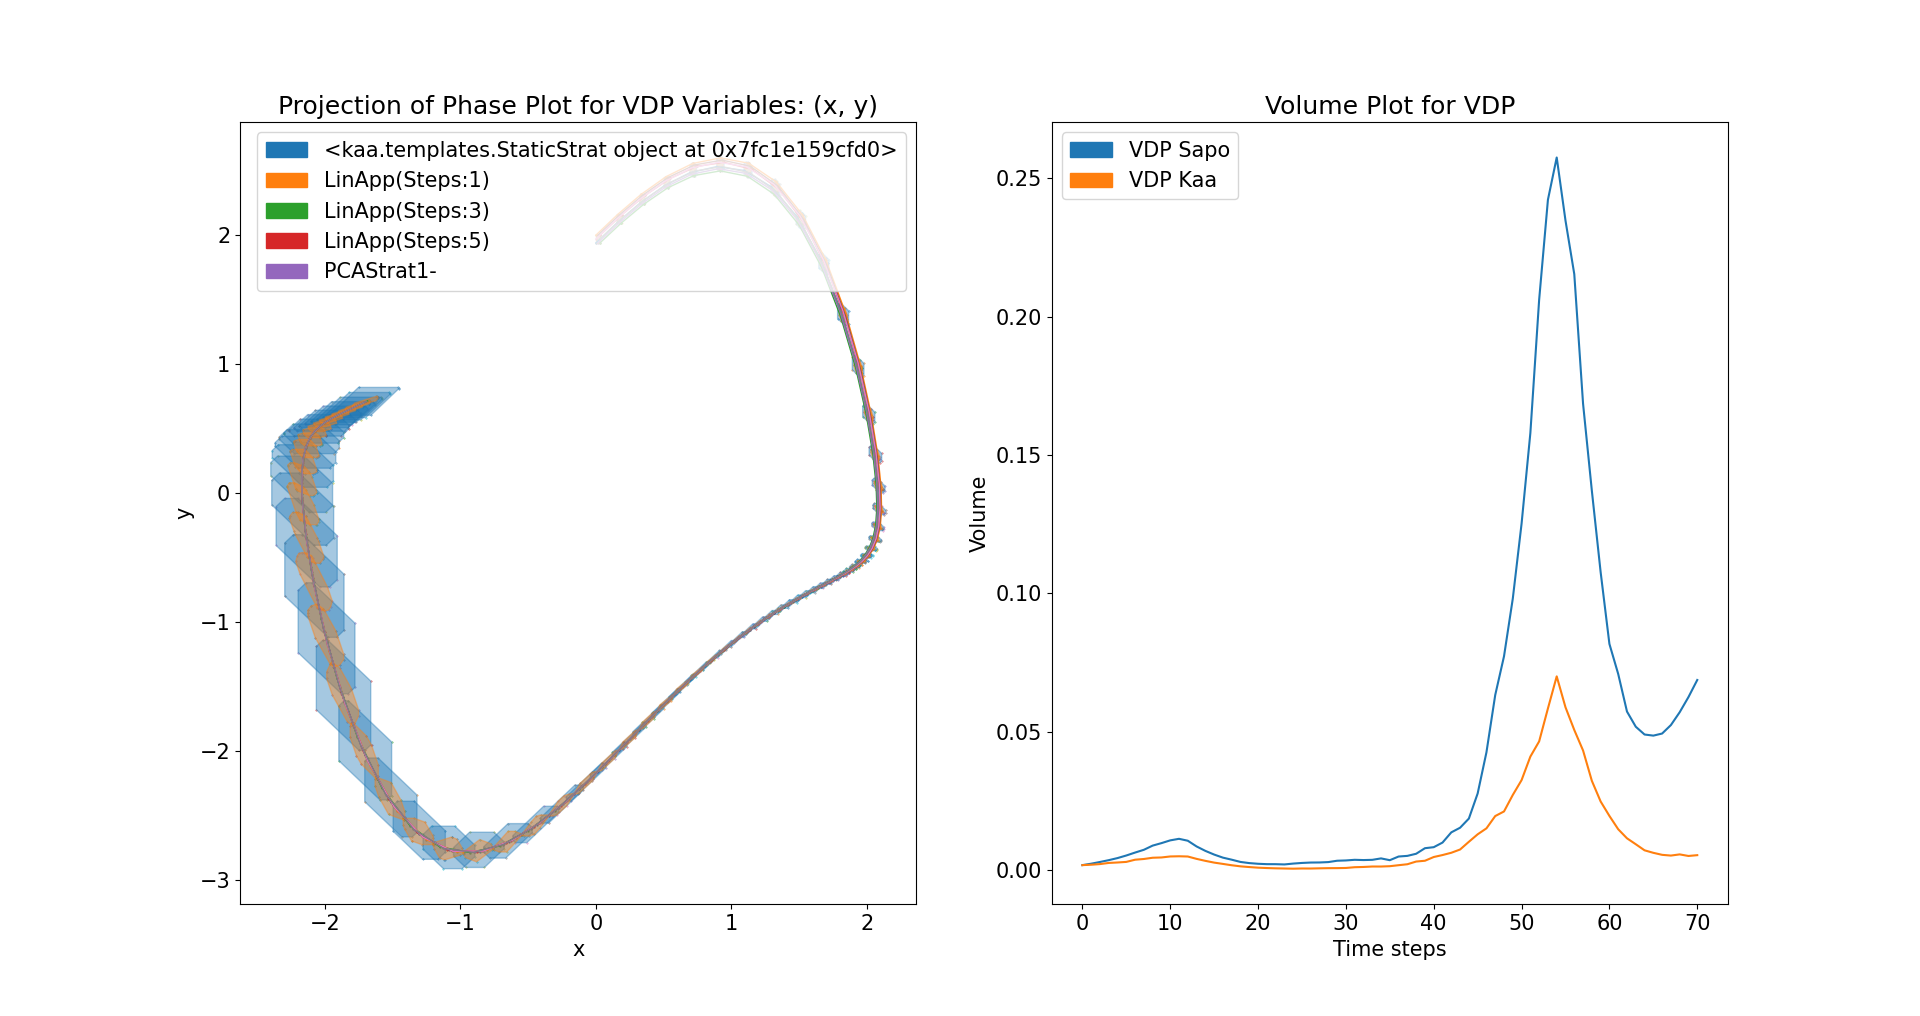 Projection of Phase Plot for VDP Variables: (x, y)
<kaa.templates.StaticStrat object at 0x7fc1e159cfd0>
LinApp(Steps:1)
LinApp(Steps:3)
LinApp(Steps:5)
PCAStrat1-
2
1
0
−1
−2
−3
y
−2 −1 0 1 2
x
Volume Plot for VDP
VDP Sapo
VDP Kaa
0.25
0.20
0.15
0.10
0.05
0.00
Volume
0 10 20 30 40 50 60 70
Time steps